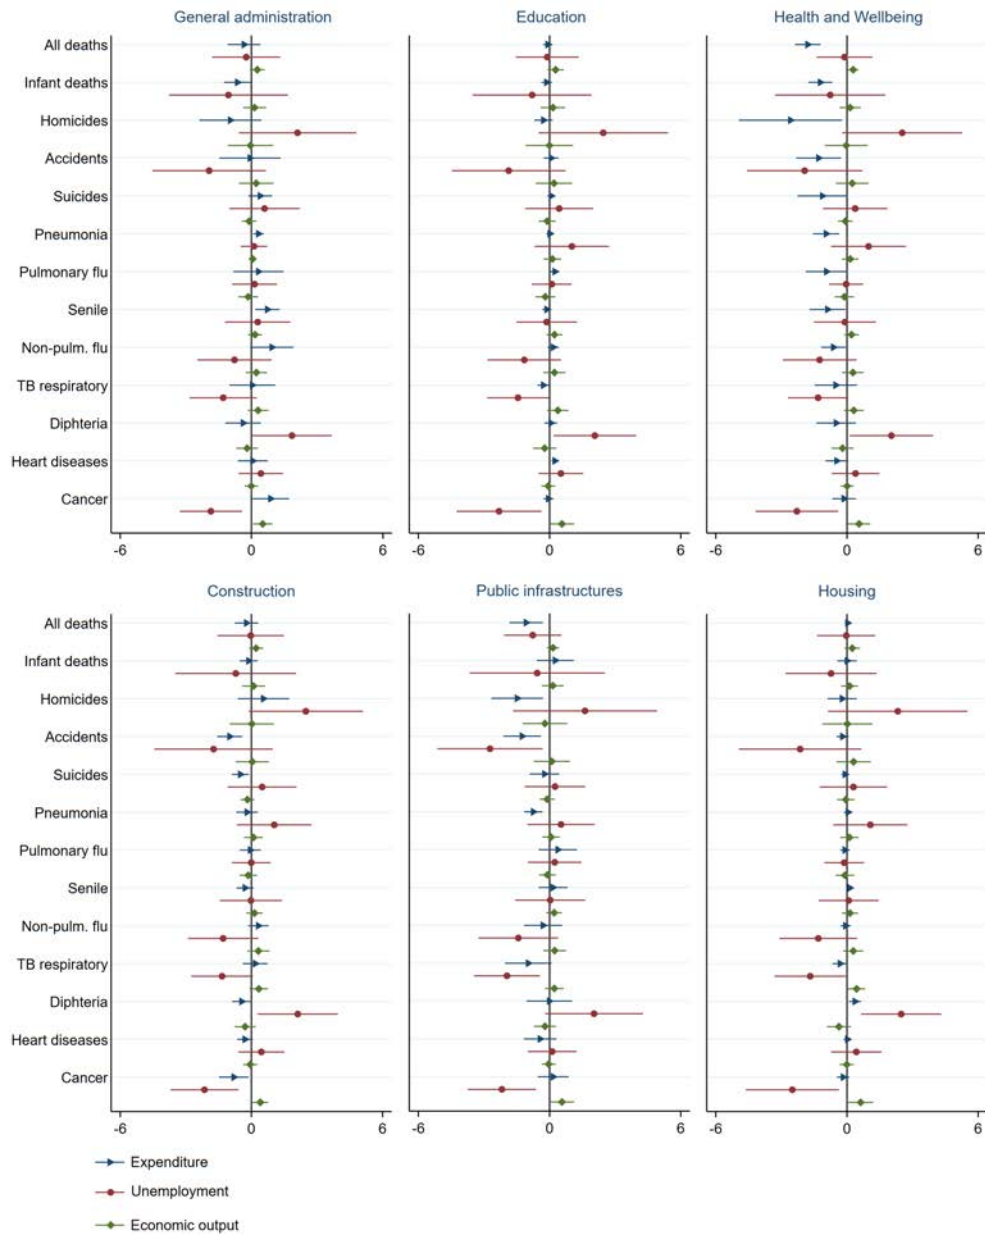 General administration Education Health and Wellbeing
All deaths
Infant deaths
Homicides
Accidents
Suicides
Pneumonia
Pulmonary flu
Senile
Non-pulm. flu
TB respiratory
Diphteria
Heart diseases
Cancer
-6 0 6 -6 0 6 -6 0 6
Construction Public infrastructures Housing
All deaths
Infant deaths
Homicides
Accidents
Suicides
Pneumonia
Pulmonary flu
Senile
Non-pulm. flu
TB respiratory
Diphteria
Heart diseases
Cancer
-6 0 6 -6 0 6 -6 0 6
Expenditure
Unemployment
Economic output